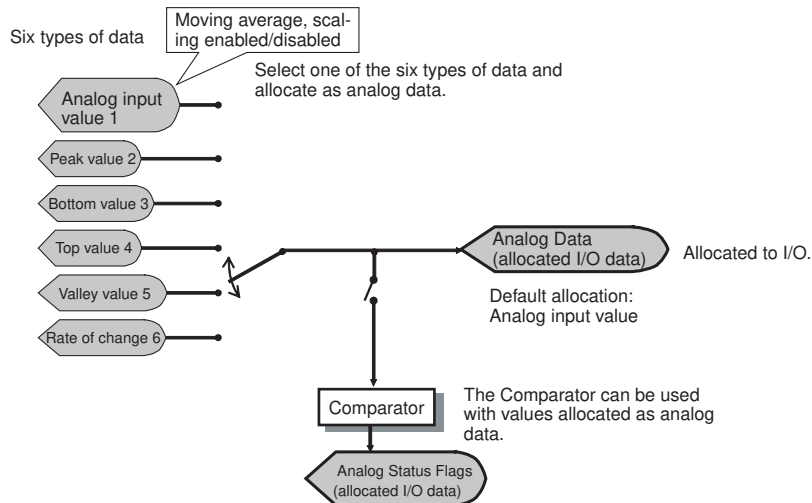 Six types of data
Moving average, scal-
ing enabled/disabled
Select one of the six types of data and
allocate as analog data.
Analog input
value 1
Peak value 2
Bottom value 3
Top value 4
Valley value 5
Rate of change 6
Analog Data
(allocated I/O data)
Allocated to I/O.
Default allocation:
Analog input value
Comparator
The Comparator can be used
with values allocated as analog
data.
Analog Status Flags
(allocated I/O data)